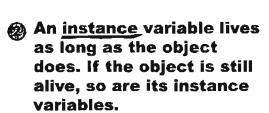 ② An instance variable lives
as long as the object
does. If the object is still
alive, so are its instance
variables.